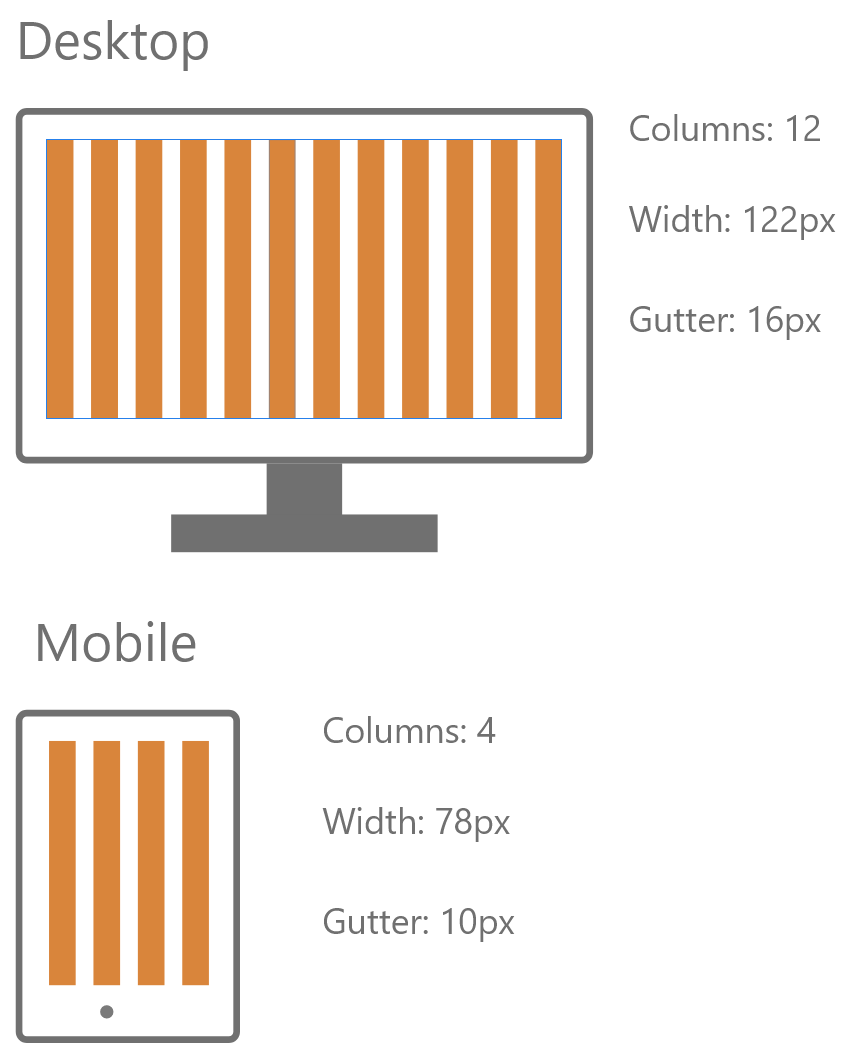 Desktop
Columns: 12
Width: 122px
Gutter: 16px
Mobile
Columns: 4
Width: 78px
Gutter: 10px